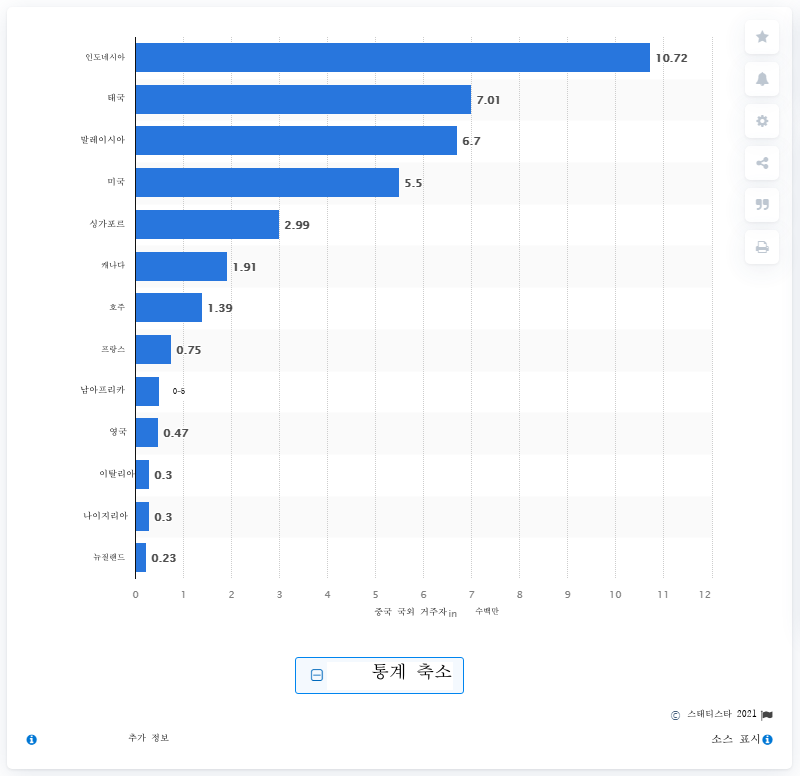 인도네시아 10.72
태국 7.01
말레이시아 6.7
미국 5.5
싱가포르 2.99
캐나다 1.91
호주 1.39
프랑스 0.75
남아프리카 0-5
영국 0.47
이탈리아 0.3
나이지리아 0.3
뉴질랜드 0.23
0 1 2 3 4 5 6 7 8 9 10 11 12
중국 국외 거주자 in 수백만
통계 축소
© 스태티스타 2021
추가 정보 소스 표시